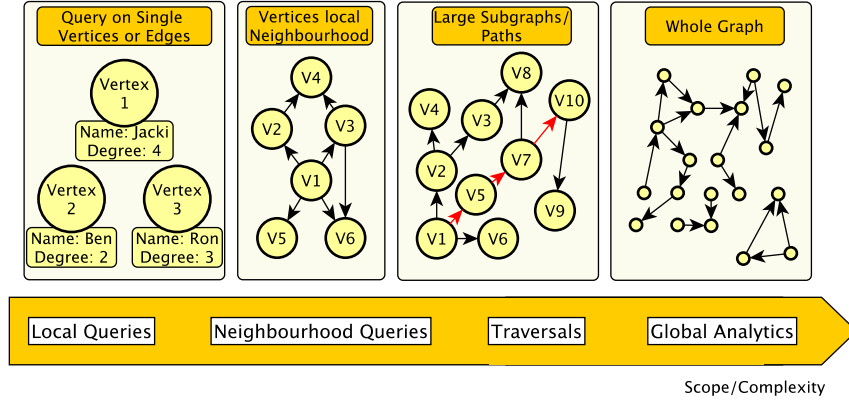 Query on Single
Vertices or Edges
Vertex
1
Name: Jacki
Degree: 4
Vertex
2
Name: Ben
Degree: 2
Vertex
3
Name: Ron
Degree: 3
Vertices local
Neighbourhood
V4
V2
V3
V1
V5
V6
Large Subgraphs/
Paths
V8
V10
V4
V3
V7
V2
V5
V9
V1
V6
Whole Graph
Local Queries
Neighbourhood Queries
Traversals
Global Analytics
Scope/Complexity